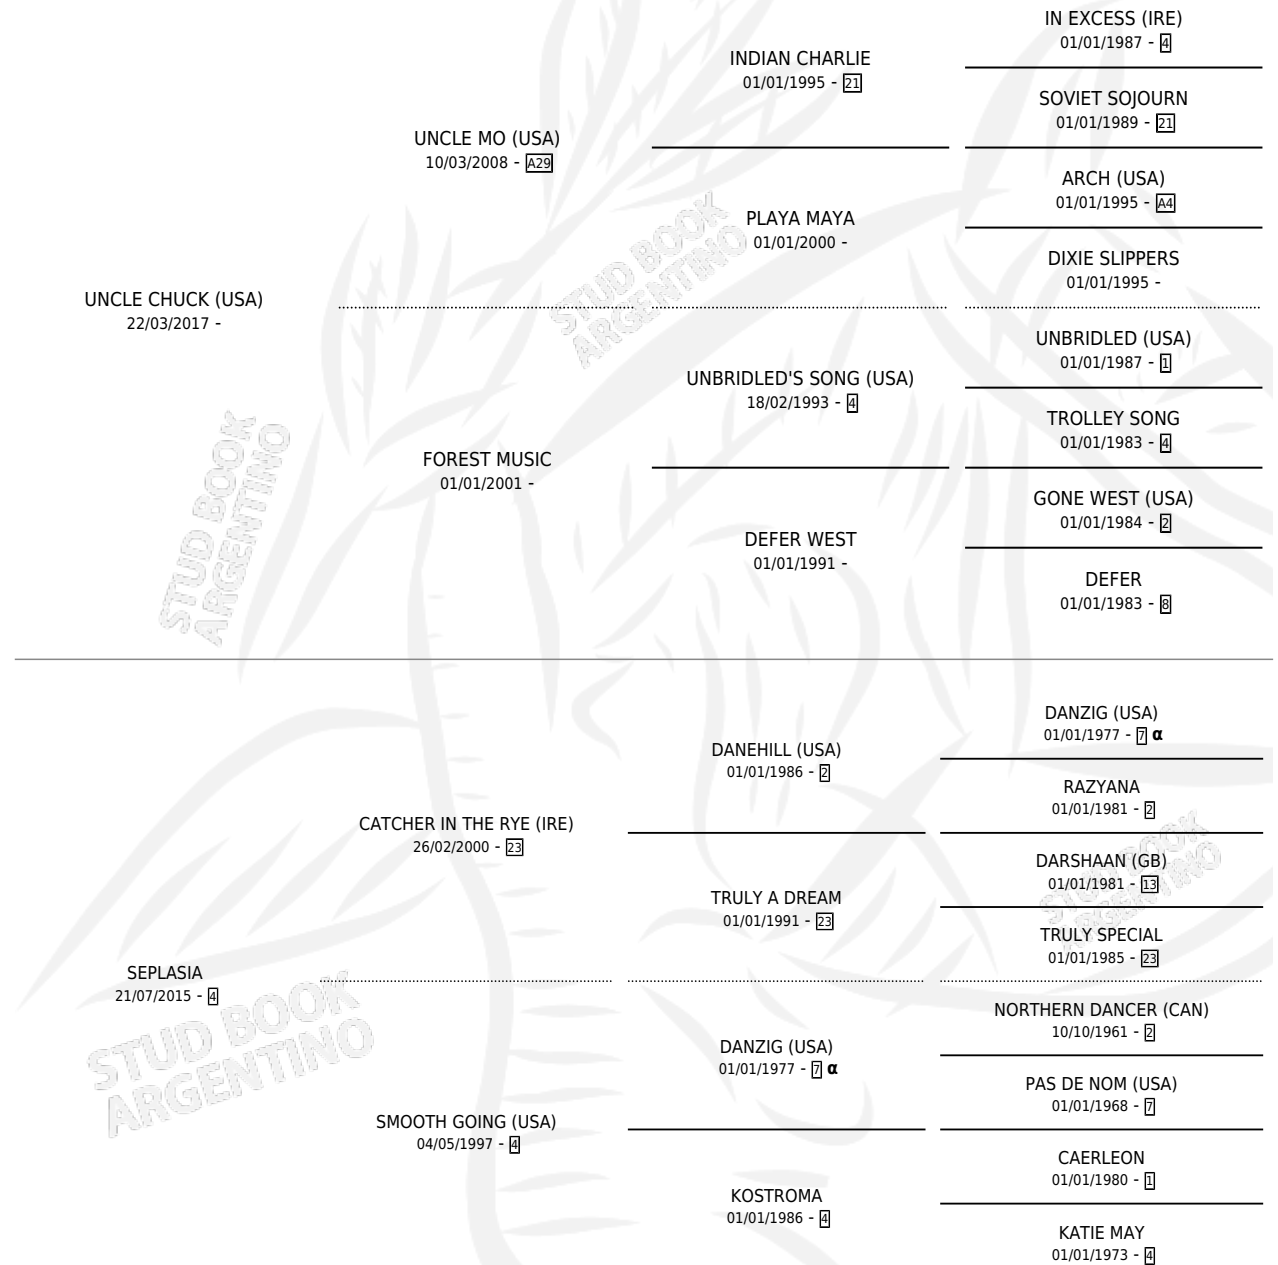 IN EXCESS (IRE)
01/01/1987 - 4
INDIAN CHARLIE
01/01/1995 - 21
SOVIET SOJOURN
01/01/1989 - 21
UNCLE MO (USA)
10/03/2008 - A29
ARCH (USA)
01/01/1995 - A4
PLAYA MAYA
01/01/2000 -
DIXIE SLIPPERS
01/01/1995 -
UNCLE CHUCK (USA)
22/03/2017 -
UNBRIDLED (USA)
01/01/1987 - 1
UNBRIDLED'S SONG (USA)
18/02/1993 - 4
TROLLEY SONG
01/01/1983 - 4
FOREST MUSIC
01/01/2001 -
GONE WEST (USA)
01/01/1984 - 2
DEFER WEST
01/01/1991 -
DEFER
01/01/1983 - 8
DANZIG (USA)
01/01/1977 - 7 α
DANEHILL (USA)
01/01/1986 - 2
RAZYANA
01/01/1981 - 2
CATCHER IN THE RYE (IRE)
26/02/2000 - 23
DARSHAAN (GB)
01/01/1981 - 13
TRULY A DREAM
01/01/1991 - 23
TRULY SPECIAL
01/01/1985 - 23
SEPLASIA
21/07/2015 - 4
NORTHERN DANCER (CAN)
10/10/1961 - 2
DANZIG (USA)
01/01/1977 - 7 α
PAS DE NOM (USA)
01/01/1968 - 7
SMOOTH GOING (USA)
04/05/1997 - 4
CAERLEON
01/01/1980 - 1
KOSTROMA
01/01/1986 - 4
KATIE MAY
01/01/1973 - 4
STUD BOOK
ARGENTINO
STUD BOOK
ARGENTINO
STUD BOOK
ARGENTINO
STUD BOOK
ARGENTINO